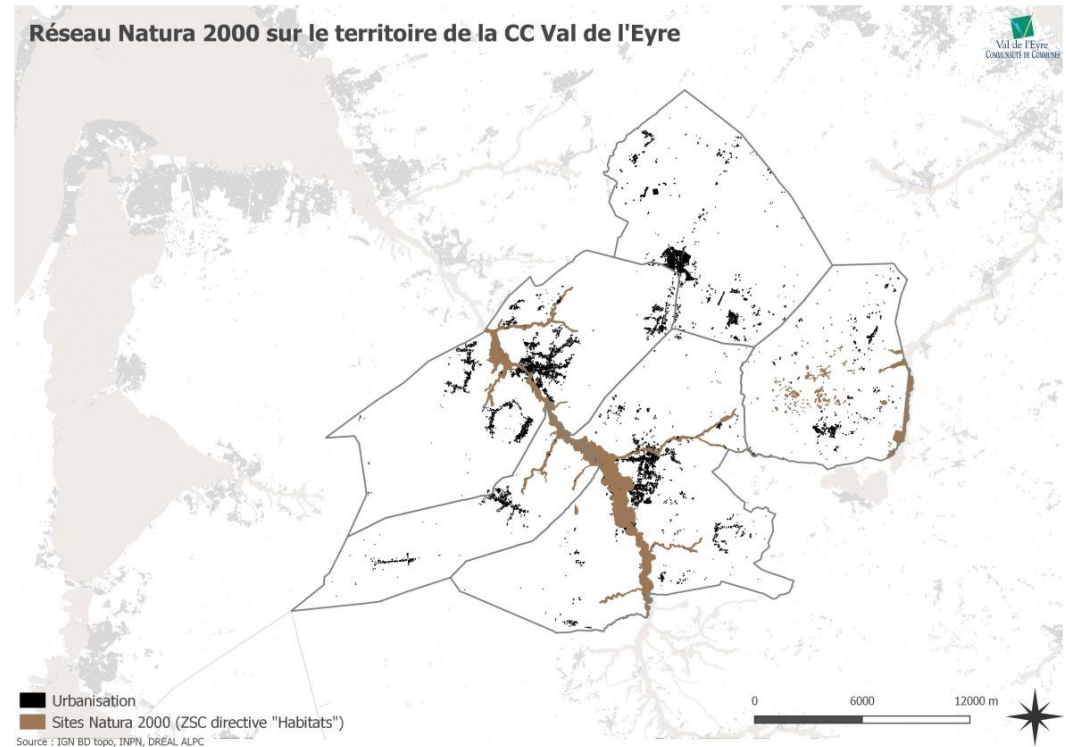 Réseau Natura 2000 sur le territoire de la CC Val de l'Eyre
Val de l'Eyre
COMMUNAUTÉ DE COMMUNES
Urbanisation
Sites Natura 2000 (ZSC directive "Habitats")
Source : IGN BD topo, INPN, DREAL ALPC
0 6000 12000 m